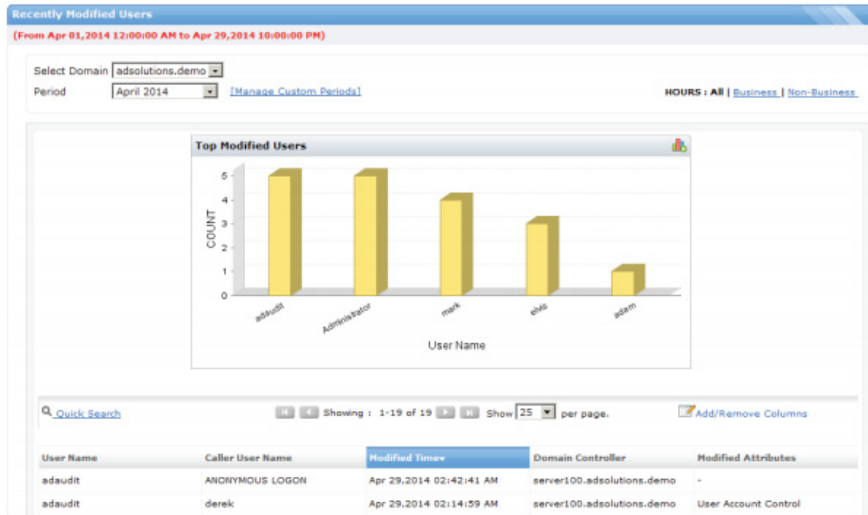 Recently Modified Users
(From Apr 01,2014 12:00:00 AM to Apr 29,2014 10:00:00 PM)
Select Domain adsolutions.demo
Period April 2014 [Manage Custom Periods] HOURS : All | Business | Non-Business
Top Modified Users
5
4
3
2
1
0
COUNT
adaudit Administrator mark elvis adam
User Name
Quick Search Showing : 1-19 of 19 Show 25 per page. Add/Remove Columns
User Name Caller User Name Modified Time Domain Controller Modified Attributes
adaudit ANONYMOUS LOGON Apr 29,2014 02:42:41 AM server100.adsolutions.demo -
adaudit derek Apr 29,2014 02:14:59 AM server100.adsolutions.demo User Account Control